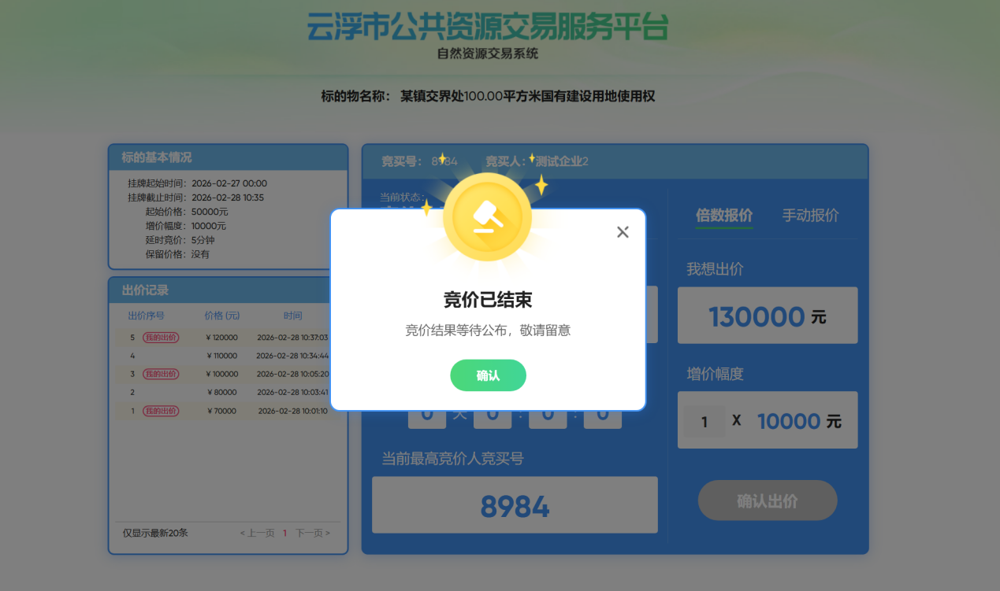 云浮市公共资源交易服务平台
自然资源交易系统
标的物名称： 某镇交界处100.00平方米国有建设用地使用权
标的基本情况
挂牌起始时间：2026-02-27 00:00
挂牌截止时间：2026-02-28 10:35
起始价格：50000元
增价幅度：10000元
延时竞价：5分钟
保留价格：没有
出价记录
出价序号 价格 (元) 时间
5 我的出价 ¥ 120000 2026-02-28 10:37:03
4 ¥ 110000 2026-02-28 10:34:44
3 我的出价 ¥ 100000 2026-02-28 10:05:20
2 ¥ 80000 2026-02-28 10:03:41
1 我的出价 ¥ 70000 2026-02-28 10:01:10
仅显示最新20条 < 上一页 1 下一页 >
竞买号： 8984 竞买人： 测试企业2
当前状态：
竞价已结束
竞价结果等待公布，敬请留意
确认
0 天 0 : 0 : 0
当前最高竞价人竞买号
8984
倍数报价 手动报价
我想出价
130000 元
增价幅度
1 X 10000 元
确认出价